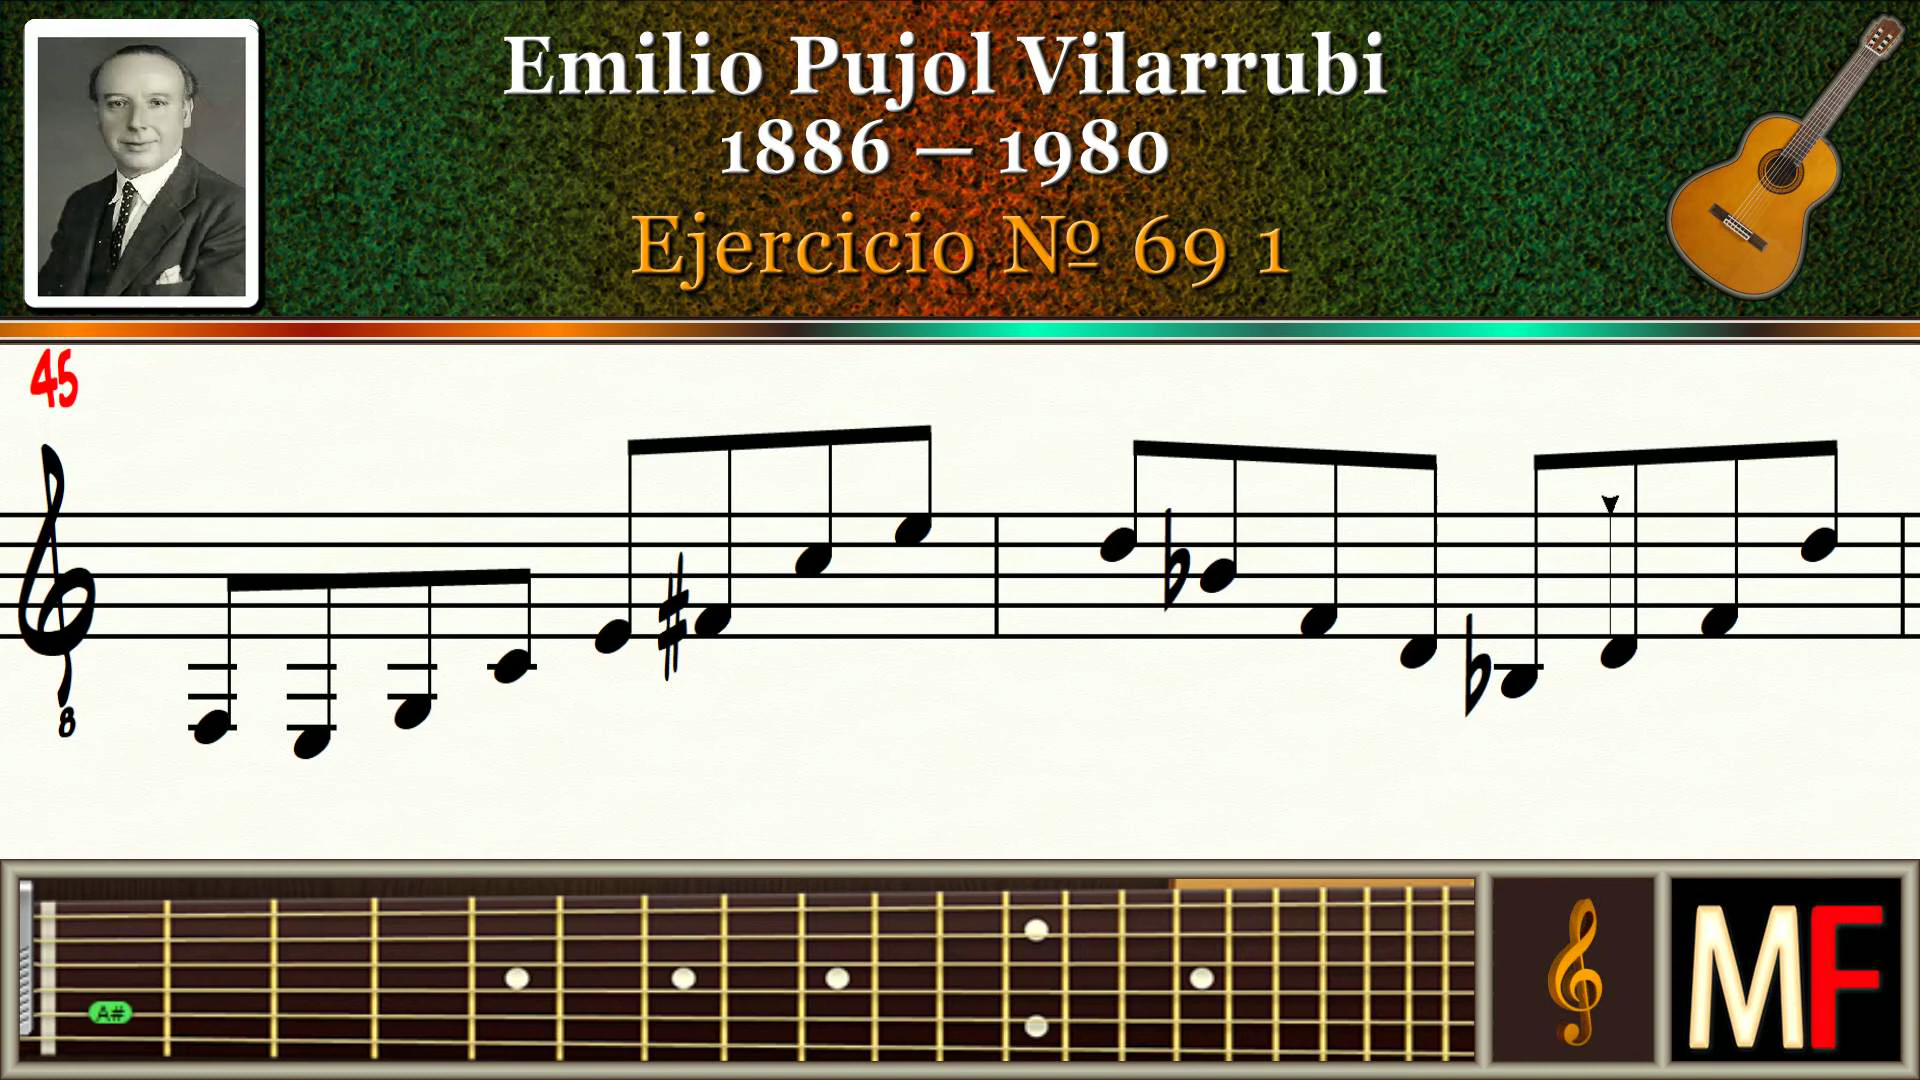 Emilio Pujol Vilarrubi
1886 — 1980
Ejercicio Nº 69 1
45
8
A#
MF